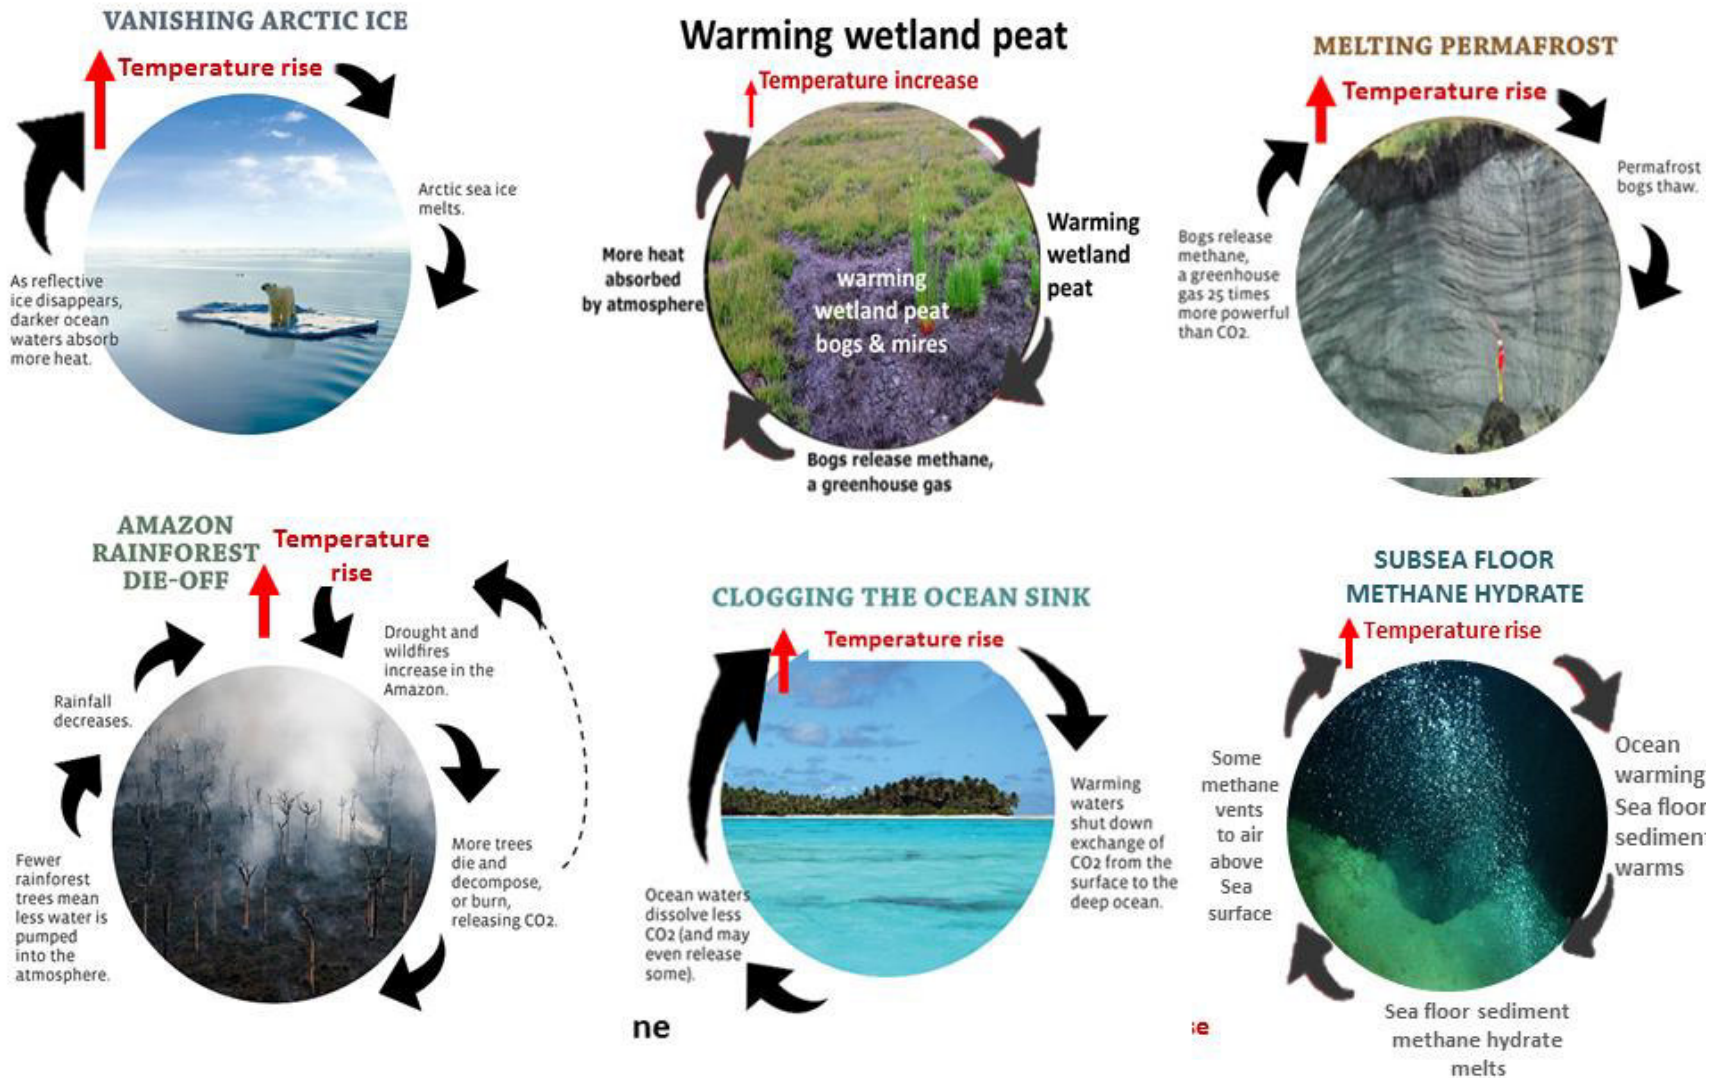 VANISHING ARCTIC ICE
Temperature rise
Arctic sea ice
melts.
As reflective
ice disappears,
darker ocean
waters absorb
more heat.
Warming wetland peat
Temperature increase
Warming
wetland
peat
warming
wetland peat
bogs & mires
Bogs release methane,
a greenhouse gas
More heat
absorbed
by atmosphere
MELTING PERMAFROST
Temperature rise
Permafrost
bogs thaw.
Bogs release
methane,
a greenhouse
gas 25 times
more powerful
than CO2.
AMAZON
RAINFOREST
DIE-OFF
Temperature
rise
Drought and
wildfires
increase in the
Amazon.
More trees
die and
decompose,
or burn,
releasing CO2.
Fewer
rainforest
trees mean
less water is
pumped
into the
atmosphere.
Rainfall
decreases.
CLOGGING THE OCEAN SINK
Temperature rise
Warming
waters
shut down
exchange of
CO2 from the
surface to the
deep ocean.
Ocean waters
dissolve less
CO2 (and may
even release
some).
ne
SUBSEA FLOOR
METHANE HYDRATE
Temperature rise
Ocean
warming
Sea floor
sedimen
warms
Sea floor sediment
methane hydrate
melts
Some
methane
vents
to air
above
Sea
surface
se